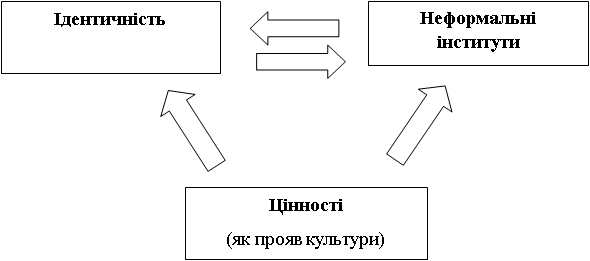 Ідентичність
Неформальні
інститути
Цінності
(як прояв культури)